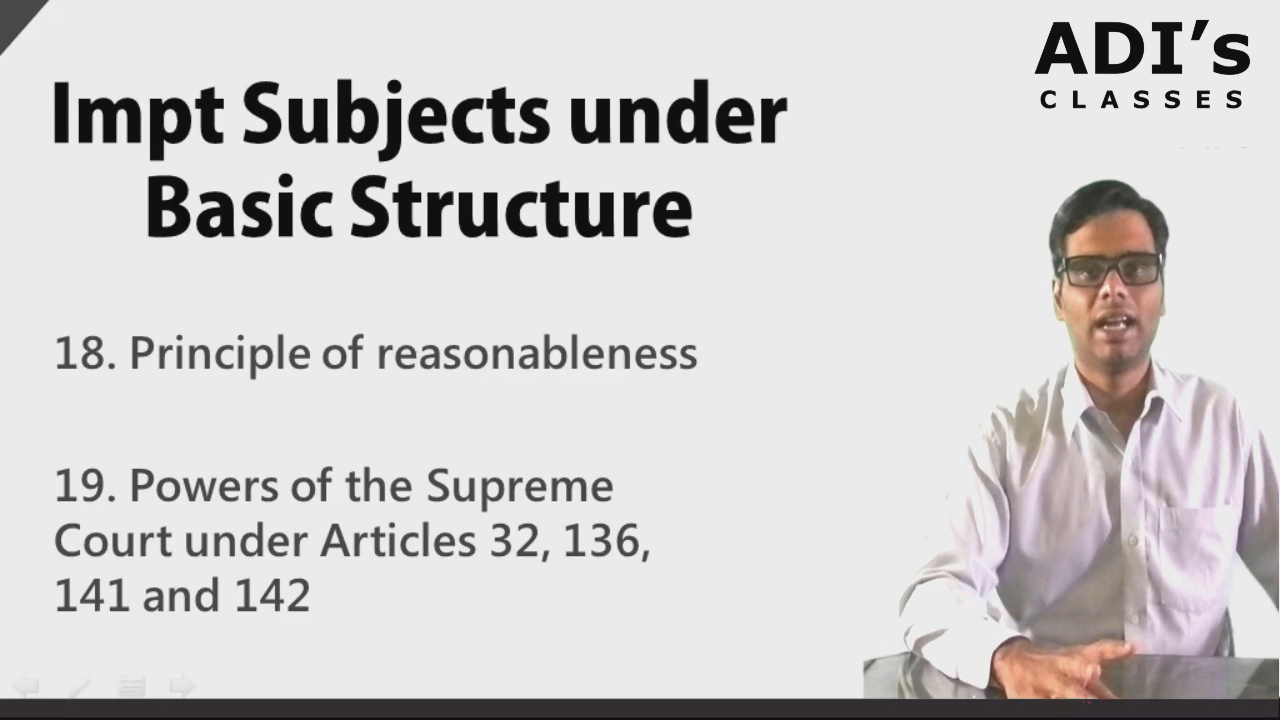 ADI's
CLASSES
Impt Subjects under
Basic Structure
18. Principle of reasonableness
19. Powers of the Supreme
Court under Articles 32, 136,
141 and 142